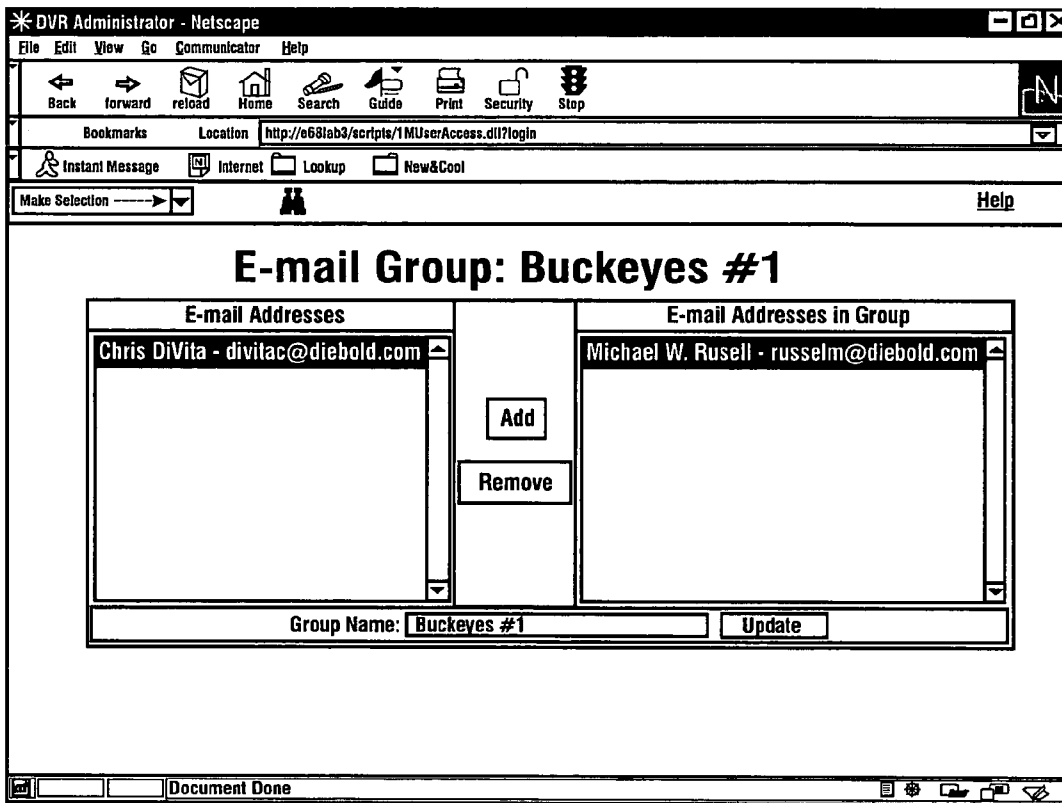 DVR Administrator - Netscape
File Edit View Go Communicator Help
Back forward reload Home Search Guide Print Security Stop
N
Bookmarks Location http://e68lab3/scripts/1MUserAccess.dll?login
Instant Message Internet Lookup New&Cool
Make Selection Help
E-mail Group: Buckeyes #1
E-mail Addresses E-mail Addresses in Group
Chris DiVita - divitac@diebold.com Michael W. Rusell - russelm@diebold.com
Add
Remove
Group Name: Buckeyes #1 Update
Document Done